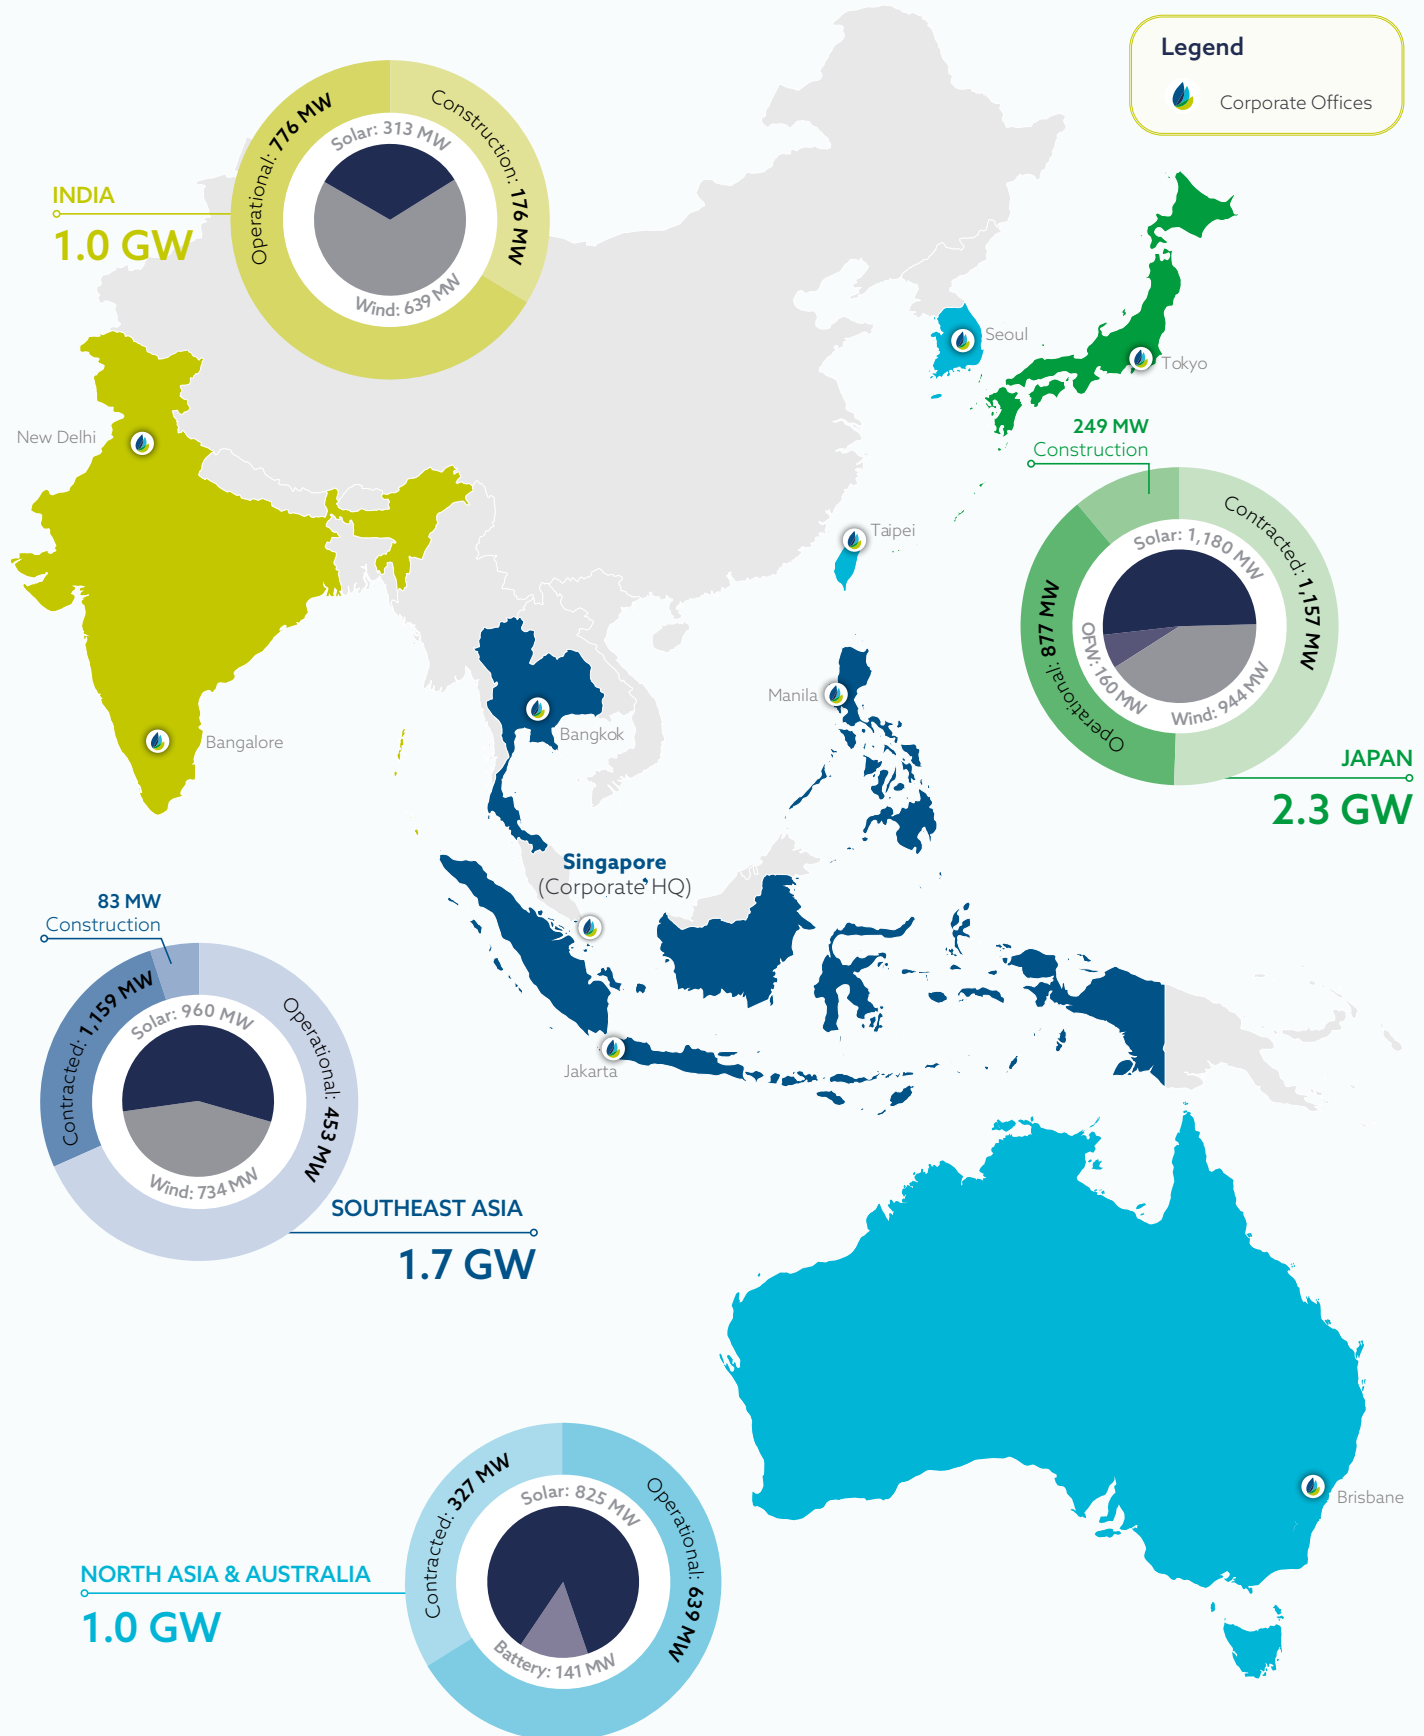 Legend
Corporate Offices
Operational: 776 MW
Construction: 176 MW
Solar: 313 MW
Wind: 639 MW
INDIA
1.0 GW
New Delhi
Bangalore
Seoul
Tokyo
Taipei
249 MW
Construction
Contracted: 1,157 MW
Operational: 877 MW
Solar: 1,180 MW
OFW: 160 MW
Wind: 944 MW
JAPAN
2.3 GW
Manila
Bangkok
Singapore
(Corporate HQ)
Jakarta
83 MW
Construction
Contracted: 1,159 MW
Operational: 453 MW
Solar: 960 MW
Wind: 734 MW
SOUTHEAST ASIA
1.7 GW
Brisbane
Contracted: 327 MW
Operational: 639 MW
Solar: 825 MW
Battery: 141 MW
NORTH ASIA & AUSTRALIA
1.0 GW